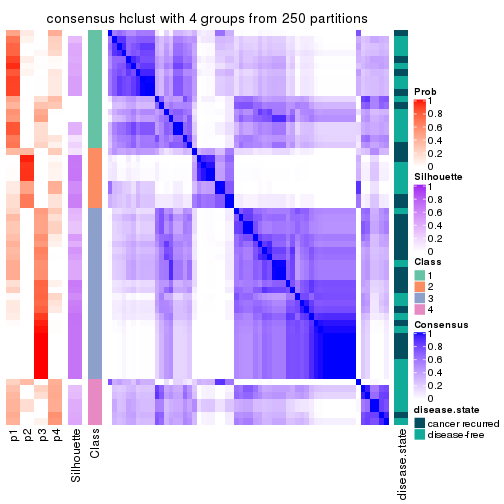 consensus hclust with 4 groups from 250 partitions
Prob
1
0.8
0.6
0.4
0.2
0
Silhouette
1
0.8
0.6
0.4
0.2
0
Class
1
2
3
4
Consensus
1
0.8
0.6
0.4
0.2
0
disease.state
cancer recurred
disease-free
p1
p2
p3
p4
Silhouette
Class
disease.state